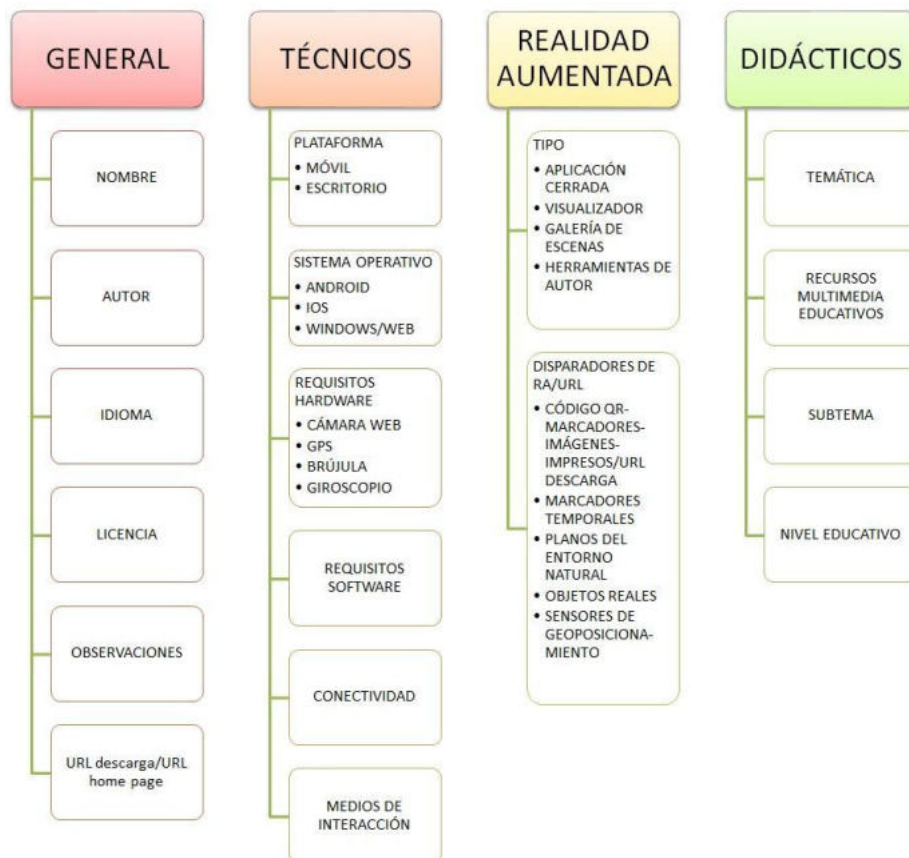 GENERAL
NOMBRE
AUTOR
IDIOMA
LICENCIA
OBSERVACIONES
URL descarga/URL
home page
TÉCNICOS
PLATAFORMA
• MÓVIL
• ESCRITORIO
SISTEMA OPERATIVO
• ANDROID
• IOS
• WINDOWS/WEB
REQUISITOS
HARDWARE
• CÁMARA WEB
• GPS
• BRÚJULA
• GIROSCOPIO
REQUISITOS
SOFTWARE
CONECTIVIDAD
MEDIOS DE
INTERACCIÓN
REALIDAD
AUMENTADA
TIPO
• APLICACIÓN
CERRADA
• VISUALIZADOR
• GALERÍA DE
ESCENAS
• HERRAMIENTAS DE
AUTOR
DISPARADORES DE
RA/URL
• CÓDIGO QR-
MARCADORES-
IMÁGENES-
IMPRESOS/URL
DESCARGA
• MARCADORES
TEMPORALES
• PLANOS DEL
ENTORNO
NATURAL
• OBJETOS REALES
• SENSORES DE
GEOPOSICIONA-
MIENTO
DIDÁCTICOS
TEMÁTICA
RECURSOS
MULTIMEDIA
EDUCATIVOS
SUBTEMA
NIVEL EDUCATIVO